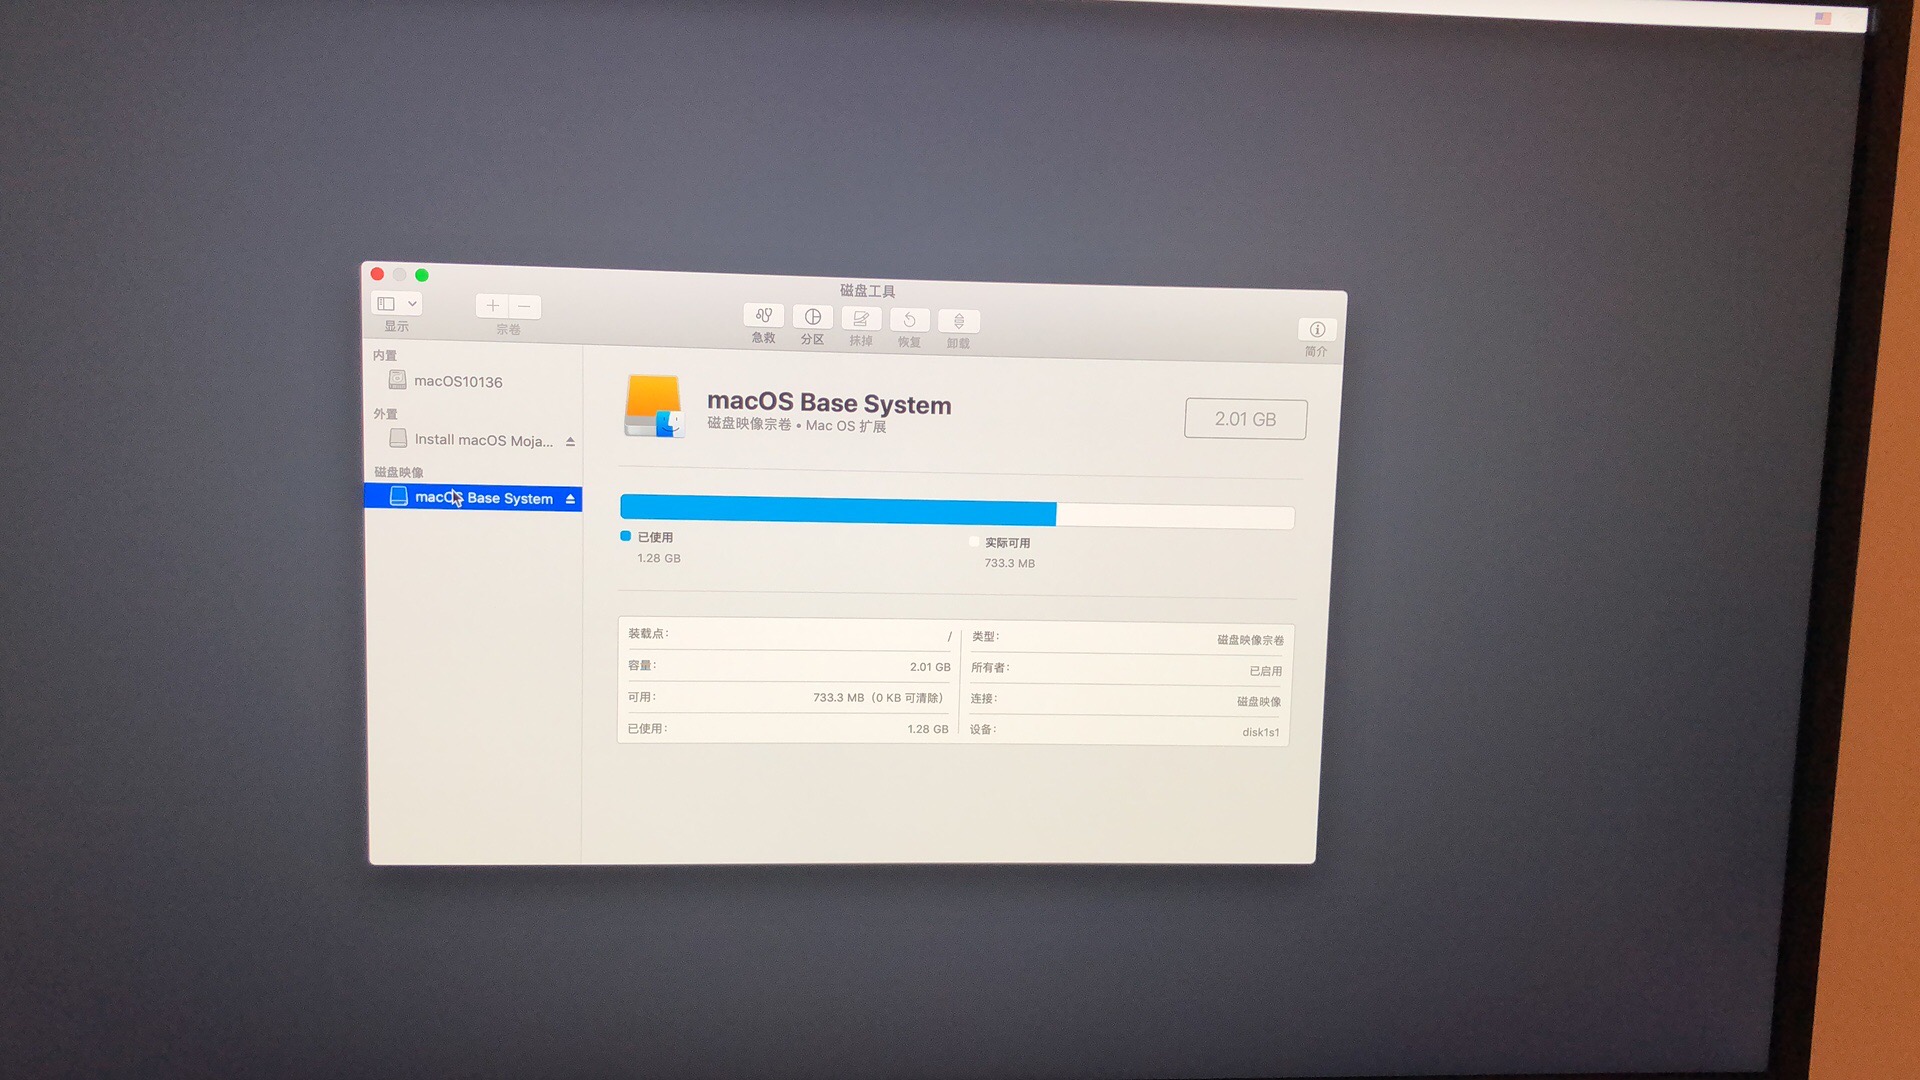 磁盘工具
显示
宗卷
急救
分区
抹掉
恢复
卸载
简介
内置
macOS10136
外置
Install macOS Moja...
磁盘映像
macOS Base System
macOS Base System
磁盘映像宗卷 • Mac OS 扩展
2.01 GB
已使用
1.28 GB
实际可用
733.3 MB
装载点: /
容量: 2.01 GB
可用: 733.3 MB（0 KB 可清除）
已使用: 1.28 GB
类型: 磁盘映像宗卷
所有者: 已启用
连接: 磁盘映像
设备: disk1s1